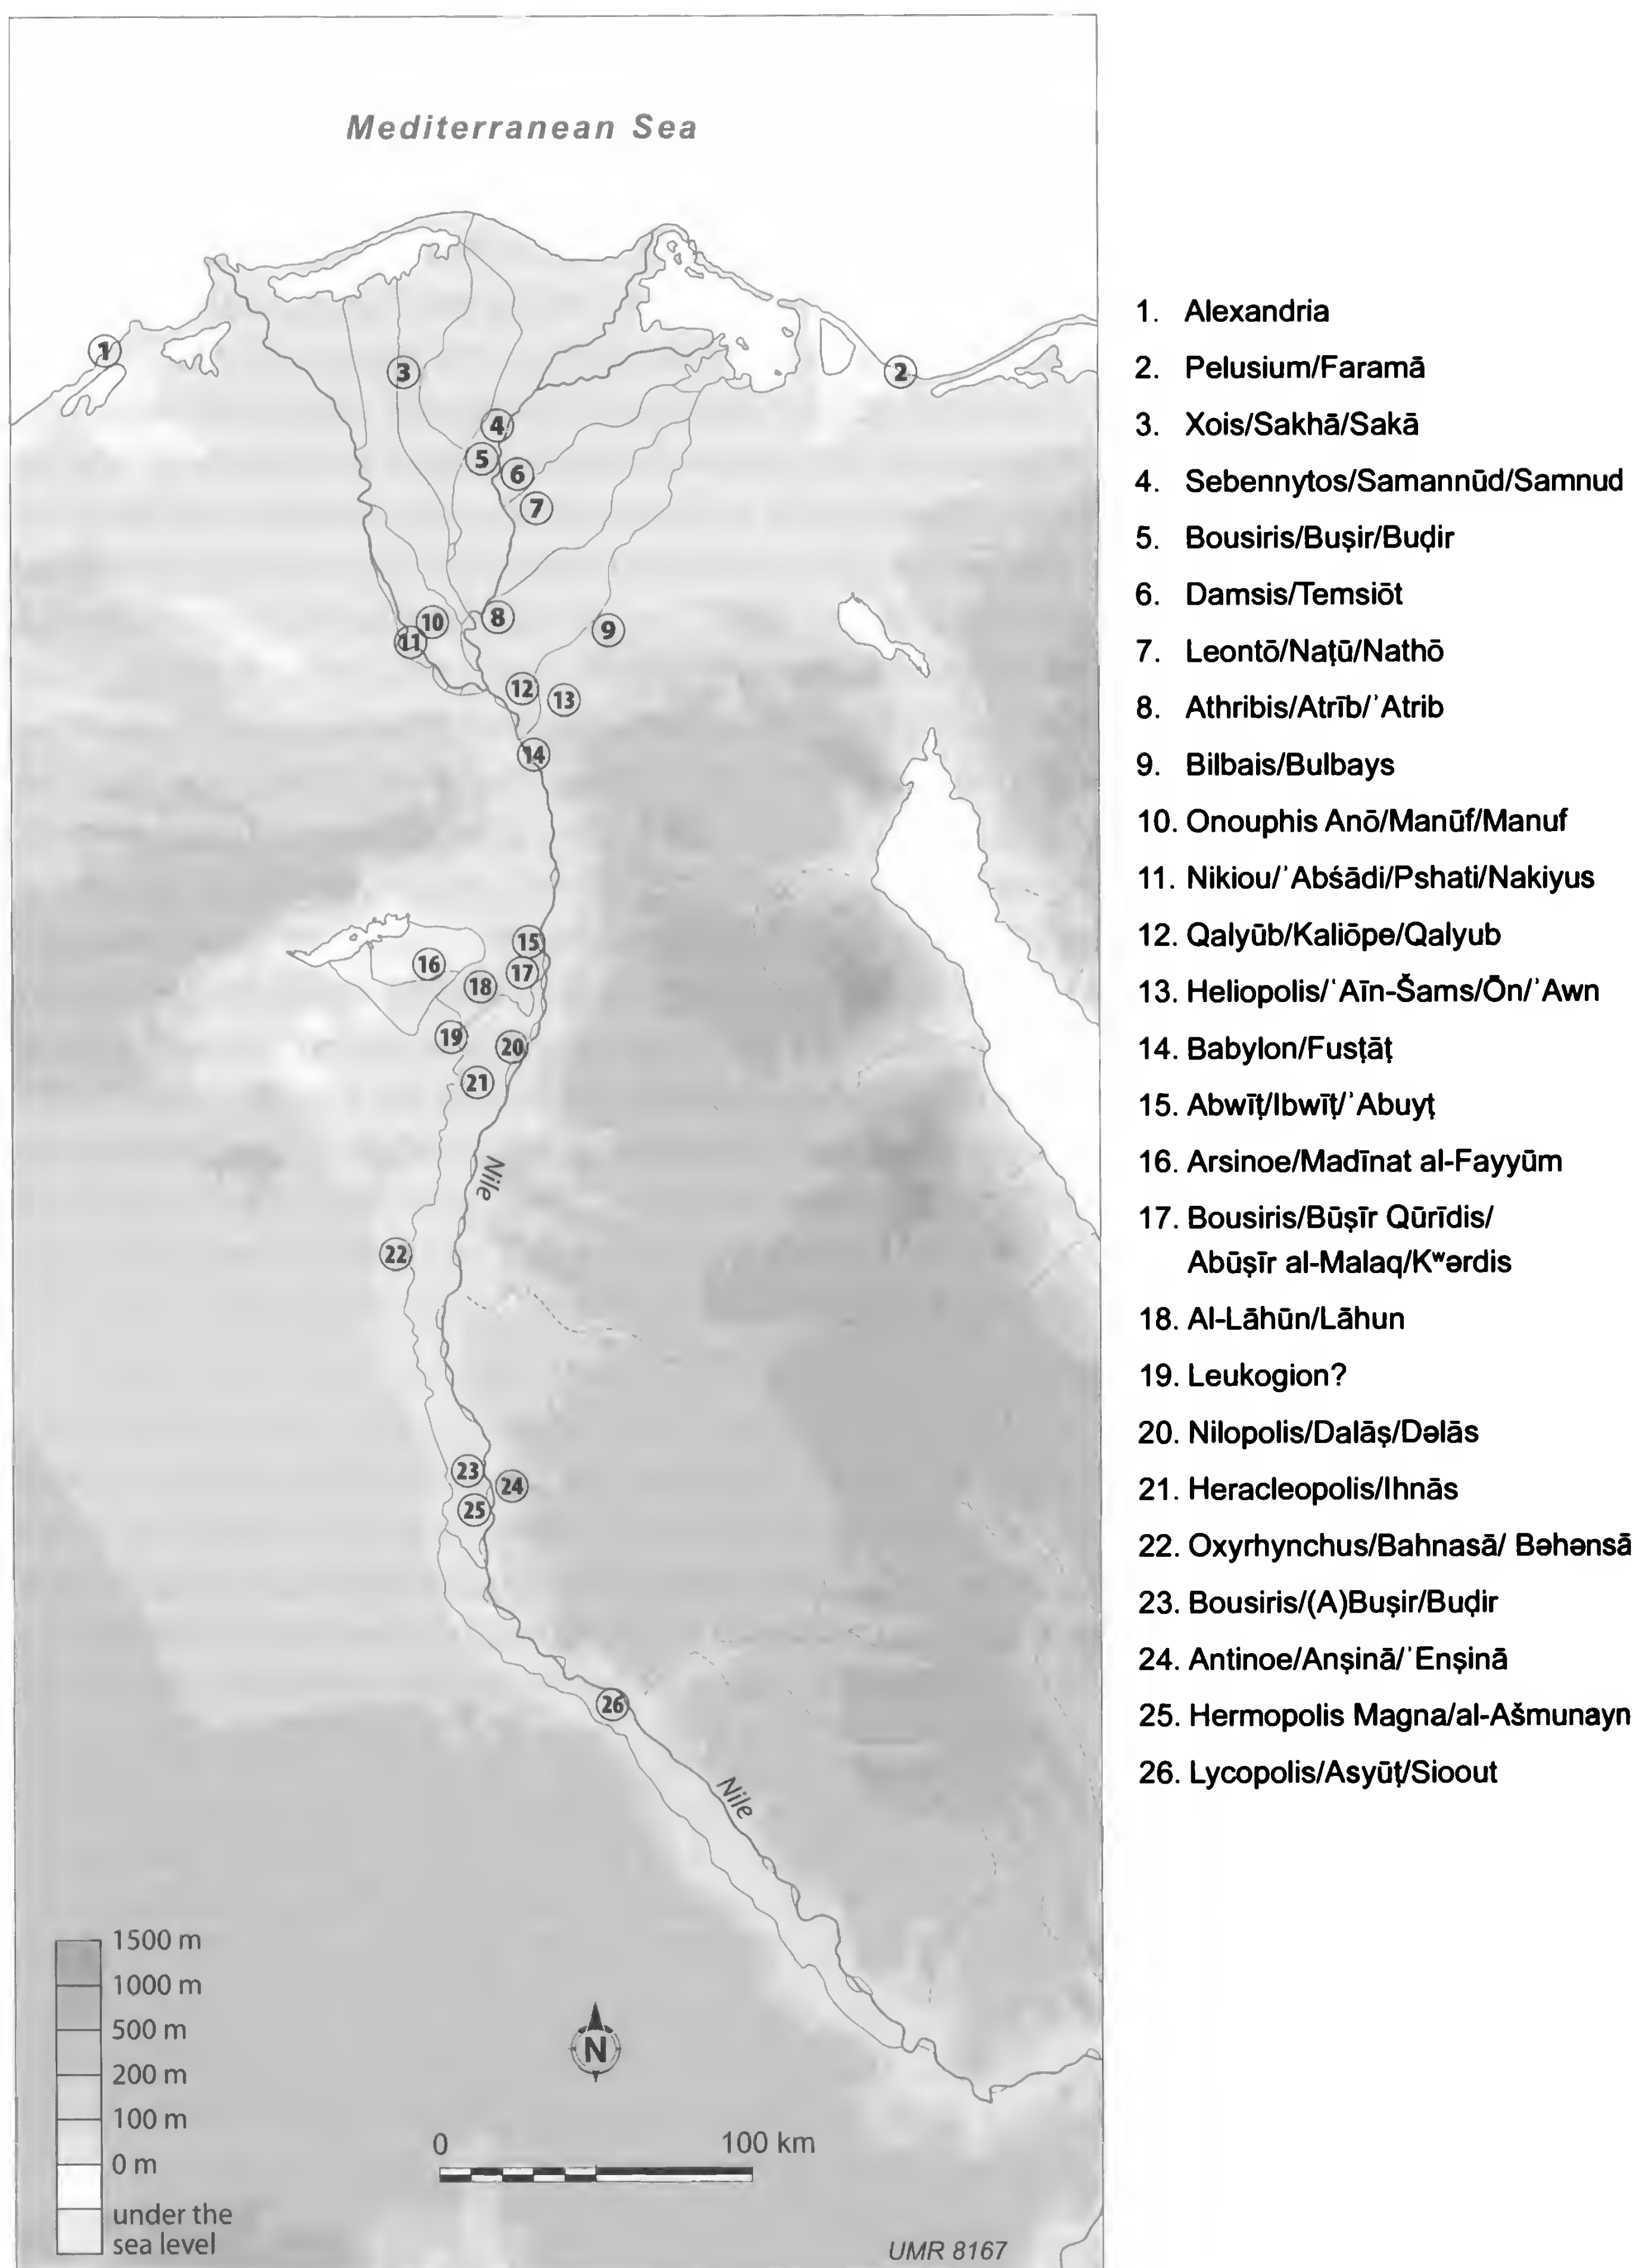 Mediterranean Sea
1
2
3
4
5
6
7
8
9
10
11
12
13
14
15
16
17
18
19
20
21
Nile
22
23
24
25
26
Nile
1500 m
1000 m
500 m
200 m
100 m
0 m
under the
sea level
N
0 100 km
UMR 8167
1. Alexandria
2. Pelusium/Faramā
3. Xois/Sakhā/Sakā
4. Sebennytos/Samannūd/Samnud
5. Bousiris/Buṣir/Buḍir
6. Damsis/Temsiōt
7. Leontō/Naṭū/Nathō
8. Athribis/Atrīb/ʾAtrib
9. Bilbais/Bulbays
10. Onouphis Anō/Manūf/Manuf
11. Nikiou/ʾAbśādi/Pshati/Nakiyus
12. Qalyūb/Kaliōpe/Qalyub
13. Heliopolis/ʿAīn-Šams/Ōn/ʾAwn
14. Babylon/Fusṭāṭ
15. Abwīṭ/Ibwīṭ/ʾAbuyṭ
16. Arsinoe/Madīnat al-Fayyūm
17. Bousiris/Būṣīr Qūrīdis/
Abūṣīr al-Malaq/Kʷərdis
18. Al-Lāhūn/Lāhun
19. Leukogion?
20. Nilopolis/Dalāṣ/Dəlās
21. Heracleopolis/Ihnās
22. Oxyrhynchus/Bahnasā/ Bəhənsā
23. Bousiris/(A)Buṣir/Buḍir
24. Antinoe/Anṣinā/ʾEnṣinā
25. Hermopolis Magna/al-Ašmunayn
26. Lycopolis/Asyūṭ/Sioout